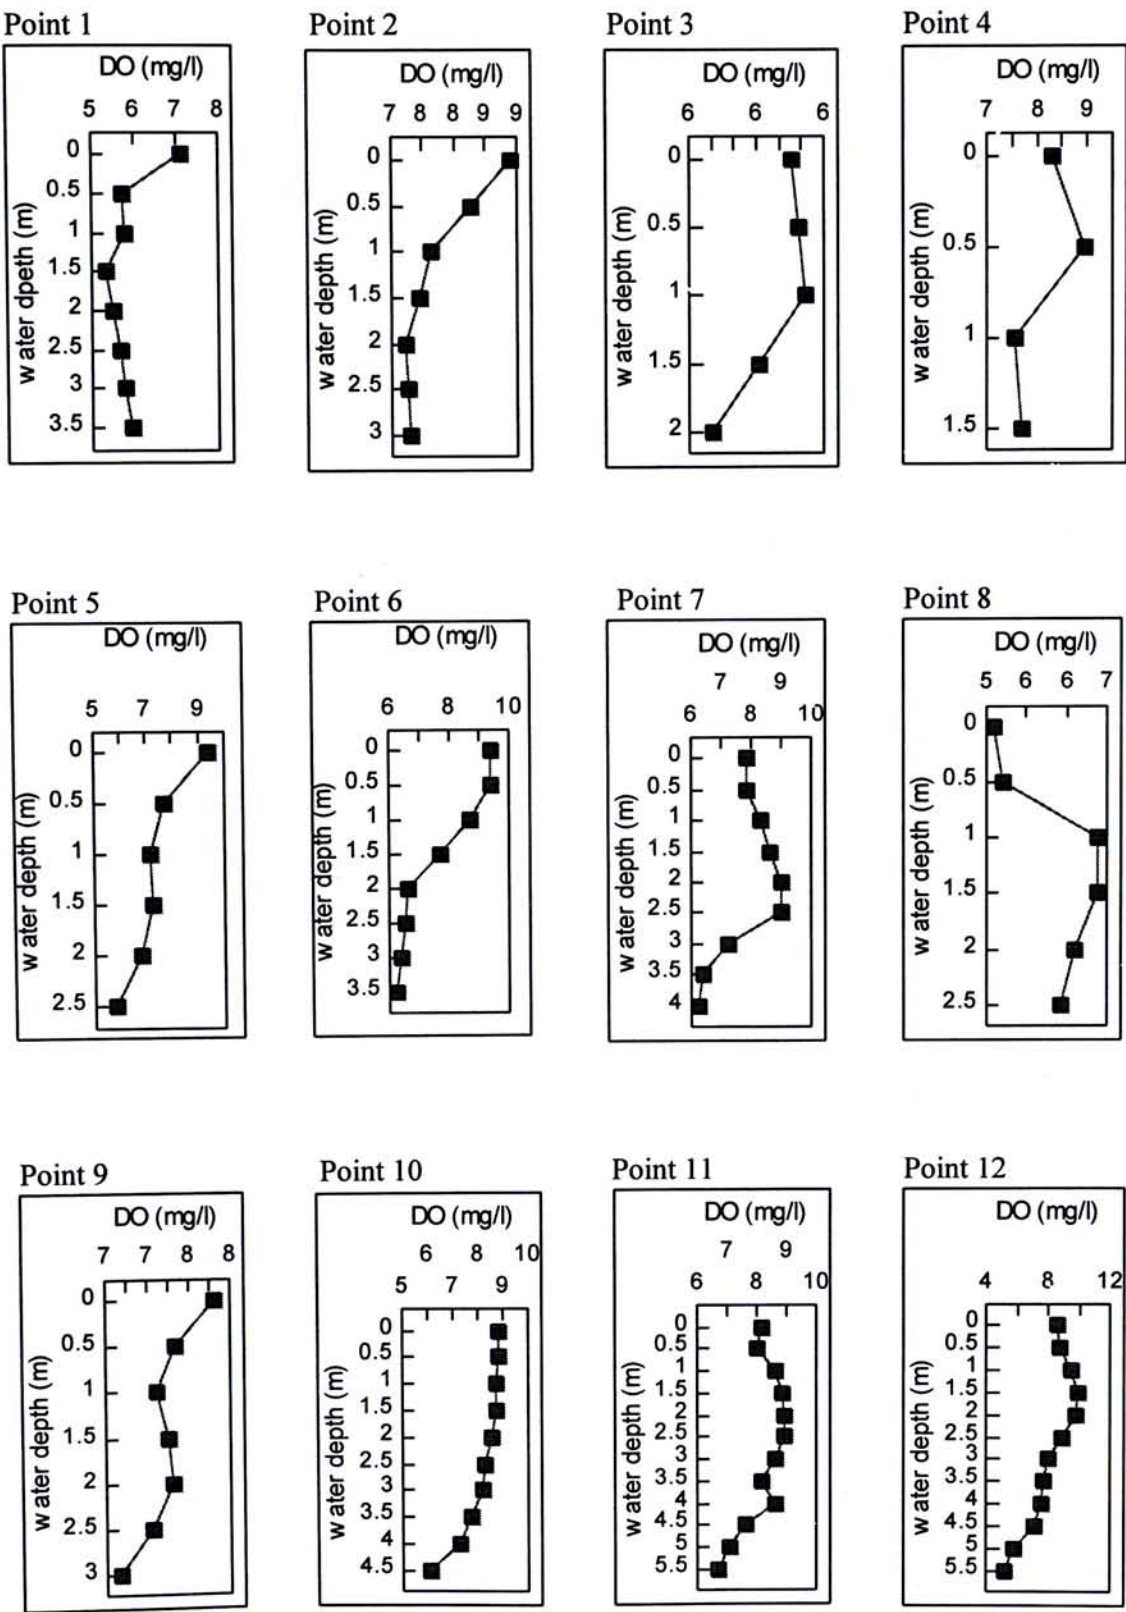 Point 1
DO (mg/l)
5 6 7 8
0
0.5
1
1.5
2
2.5
3
3.5
water dpeth (m)
Point 2
DO (mg/l)
7 8 8 9 9
0
0.5
1
1.5
2
2.5
3
water depth (m)
Point 3
DO (mg/l)
6 6 6
0
0.5
1
1.5
2
water depth (m)
Point 4
DO (mg/l)
7 8 9
0
0.5
1
1.5
water depth (m)
Point 5
DO (mg/l)
5 7 9
0
0.5
1
1.5
2
2.5
water depth (m)
Point 6
DO (mg/l)
6 8 10
0
0.5
1
1.5
2
2.5
3
3.5
water depth (m)
Point 7
DO (mg/l)
7 9
6 8 10
0
0.5
1
1.5
2
2.5
3
3.5
4
water depth (m)
Point 8
DO (mg/l)
5 6 6 7
0
0.5
1
1.5
2
2.5
water depth (m)
Point 9
DO (mg/l)
7 7 8 8
0
0.5
1
1.5
2
2.5
3
water depth (m)
Point 10
DO (mg/l)
6 8 10
5 7 9
0
0.5
1
1.5
2
2.5
3
3.5
4
4.5
water depth (m)
Point 11
DO (mg/l)
7 9
6 8 10
0
0.5
1
1.5
2
2.5
3
3.5
4
4.5
5
5.5
water depth (m)
Point 12
DO (mg/l)
4 8 12
0
0.5
1
1.5
2
2.5
3
3.5
4
4.5
5
5.5
water depth (m)